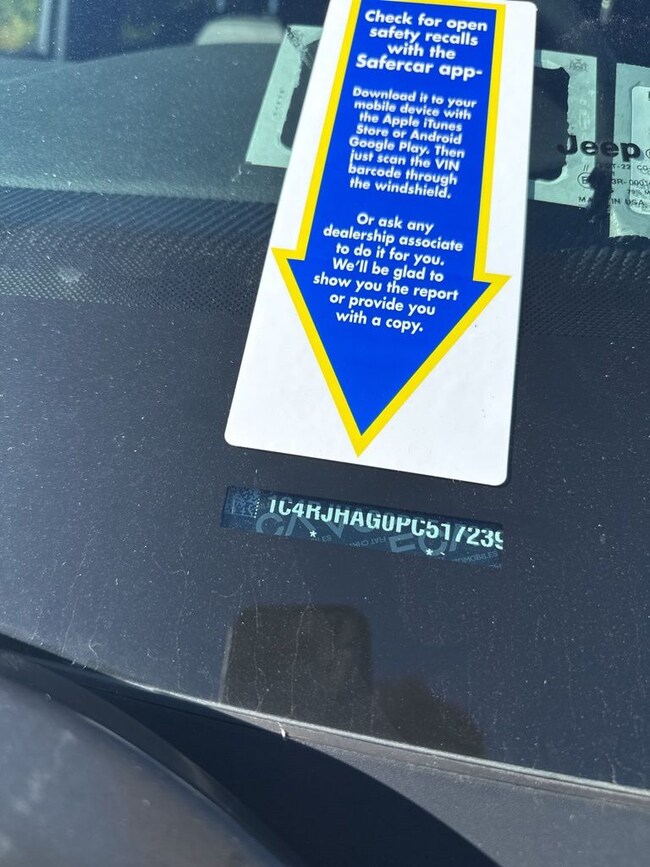 Check for open
safety recalls
with the
Safercar app-
Download it to your
mobile device with
the Apple iTunes
Store or Android
Google Play. Then
just scan the VIN
barcode through
the windshield.
Or ask any
dealership associate
to do it for you.
We'll be glad to
show you the report
or provide you
with a copy.
Jeep
MADE IN USA
1C4RJHAG0PC517239